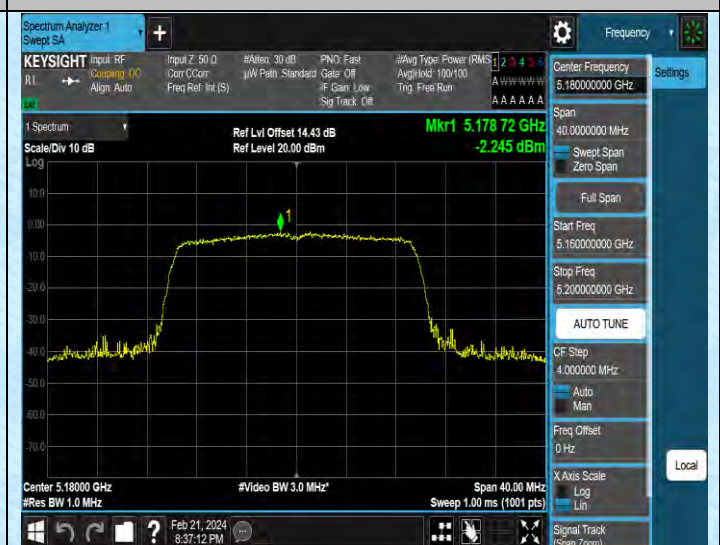 Spectrum Analyzer 1
Swept SA
+
Frequency
KEYSIGHT Input: RF
RL Coupling: DC
Align: Auto
Input Z: 50 Ω
Corr CCorr
Freq Ref: Int (S)
#Atten: 30 dB
µW Path: Standard
PNO: Fast
Gate: Off
IF Gain: Low
Sig Track: Off
#Avg Type: Power (RMS
Avg|Hold: 100/100
Trig: Free Run
1 2 3 4 5 6
A W W W W W
A A A A A A
1 Spectrum
Scale/Div 10 dB
Ref Lvl Offset 14.43 dB
Ref Level 20.00 dBm
Mkr1 5.178 72 GHz
-2.245 dBm
Log
10.0
0.00
-10.0
-20.0
-30.0
-40.0
-50.0
-60.0
-70.0
1
Center 5.18000 GHz
#Res BW 1.0 MHz
#Video BW 3.0 MHz*
Span 40.00 MHz
Sweep 1.00 ms (1001 pts)
?
Feb 21, 2024
8:37:12 PM
Center Frequency
5.180000000 GHz
Settings
Span
40.0000000 MHz
Swept Span
Zero Span
Full Span
Start Freq
5.160000000 GHz
Stop Freq
5.200000000 GHz
AUTO TUNE
CF Step
4.000000 MHz
Auto
Man
Freq Offset
0 Hz
X Axis Scale
Log
Lin
Local
Signal Track
(Span Zoom)